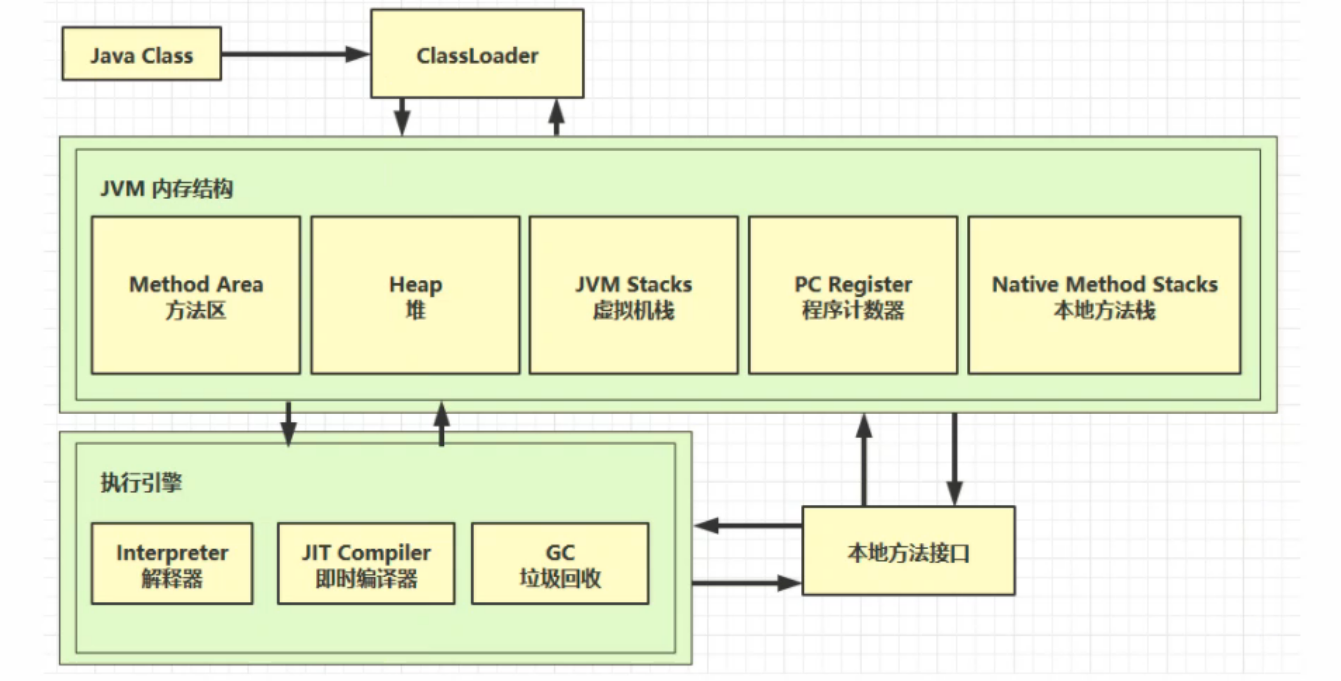 Java Class
ClassLoader
JVM 内存结构
Method Area
方法区
Heap
堆
JVM Stacks
虚拟机栈
PC Register
程序计数器
Native Method Stacks
本地方法栈
执行引擎
Interpreter
解释器
JIT Compiler
即时编译器
GC
垃圾回收
本地方法接口